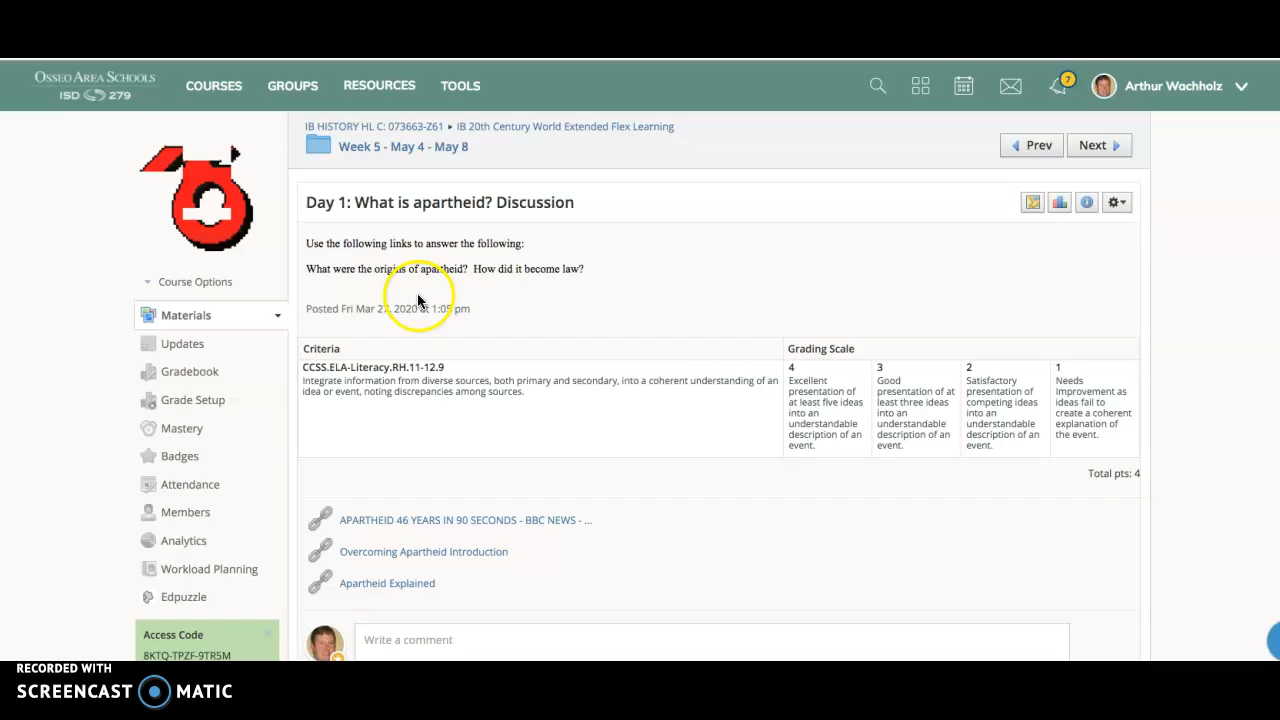 OSSEO AREA SCHOOLS
ISD 279
COURSES
GROUPS
RESOURCES
TOOLS
7
Arthur Wachholz
IB HISTORY HL C: 073663-Z61 ▸ IB 20th Century World Extended Flex Learning
Week 5 - May 4 - May 8
Prev
Next
Day 1: What is apartheid? Discussion
Use the following links to answer the following:
What were the origins of apartheid? How did it become law?
Posted Fri Mar 27, 2020 at 1:05 pm
Course Options
Materials
Updates
Gradebook
Grade Setup
Mastery
Badges
Attendance
Members
Analytics
Workload Planning
Edpuzzle
Access Code
8KTQ-TPZF-9TR5M
Criteria
Grading Scale
CCSS.ELA-Literacy.RH.11-12.9
Integrate information from diverse sources, both primary and secondary, into a coherent understanding of an
idea or event, noting discrepancies among sources.
4
Excellent
presentation of
at least five ideas
into an
understandable
description of an
event.
3
Good
presentation of
at least three ideas
into an
understandable
description of an
event.
2
Satisfactory
presentation of
competing ideas
into an
understandable
description of an
event.
1
Needs
Improvement as
ideas fail to
create a coherent
explanation of
the event.
Total pts: 4
APARTHEID 46 YEARS IN 90 SECONDS - BBC NEWS - ...
Overcoming Apartheid Introduction
Apartheid Explained
Write a comment
RECORDED WITH
SCREENCAST MATIC